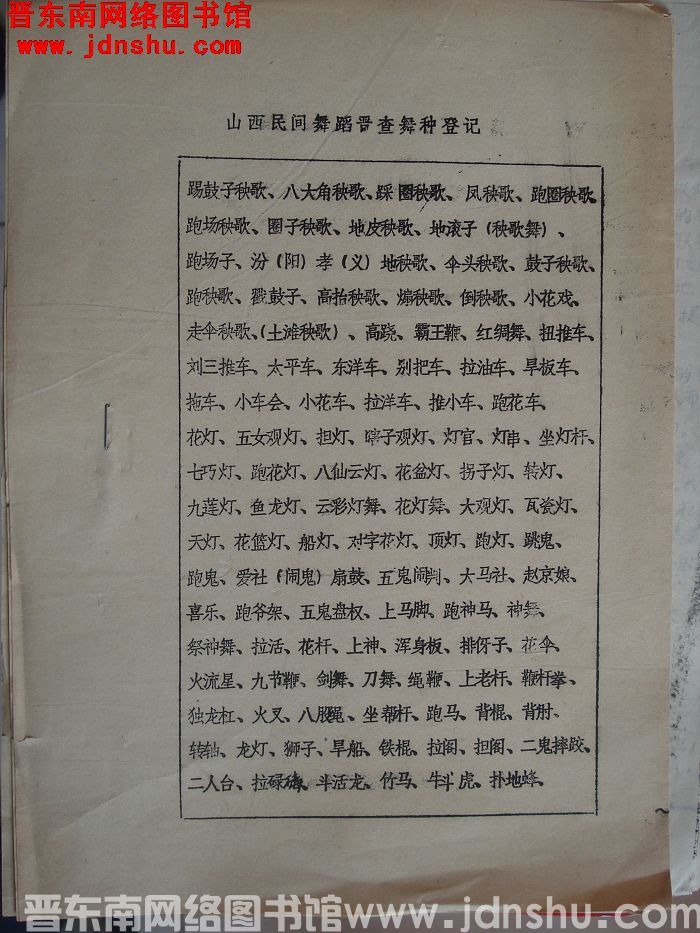 晋东南网络图书馆
www.jdnshu.com
山西民间舞蹈普查舞种登记
踢鼓子秧歌、八大角秧歌、踩圈秧歌、凤秧歌、跑圈秧歌、
跑场秧歌、圈子秧歌、地皮秧歌、地滚子（秧歌舞）、
跑场子、汾（阳）孝（义）地秧歌、伞头秧歌、鼓子秧歌、
跑秧歌、戳鼓子、高抬秧歌、煽秧歌、倒秧歌、小花戏、
走伞秧歌、（土滩秧歌）、高跷、霸王鞭、红绸舞、扭推车、
刘三推车、太平车、东洋车、别把车、拉油车、旱板车、
拖车、小车会、小花车、拉洋车、推小车、跑花车、
花灯、五女观灯、担灯、瞎子观灯、灯官、灯串、坐灯杆、
七巧灯、跑花灯、八仙云灯、花盆灯、拐子灯、转灯、
九莲灯、鱼龙灯、云彩灯舞、花灯舞、大观灯、瓦瓷灯、
天灯、花篮灯、船灯、对字花灯、顶灯、跑灯、跳鬼、
跑鬼、爱社（闹鬼）扇鼓、五鬼闹判、大马社、赵京娘、
喜乐、跑爷架、五鬼盘权、上马脚、跑神马、神舞、
祭神舞、拉活、花杆、上神、浑身板、排伢子、花伞、
火流星、九节鞭、剑舞、刀舞、绳鞭、上老杆、鞭杆拳、
独龙杠、火叉、八股绳、坐帮杆、跑马、背棍、背肘、
转轴、龙灯、狮子、旱船、铁棍、拉阁、担阁、二鬼摔跤、
二人台、拉碌碡、斗活龙、竹马、牛斗虎、扑地蜂、
晋东南网络图书馆 www.jdnshu.com